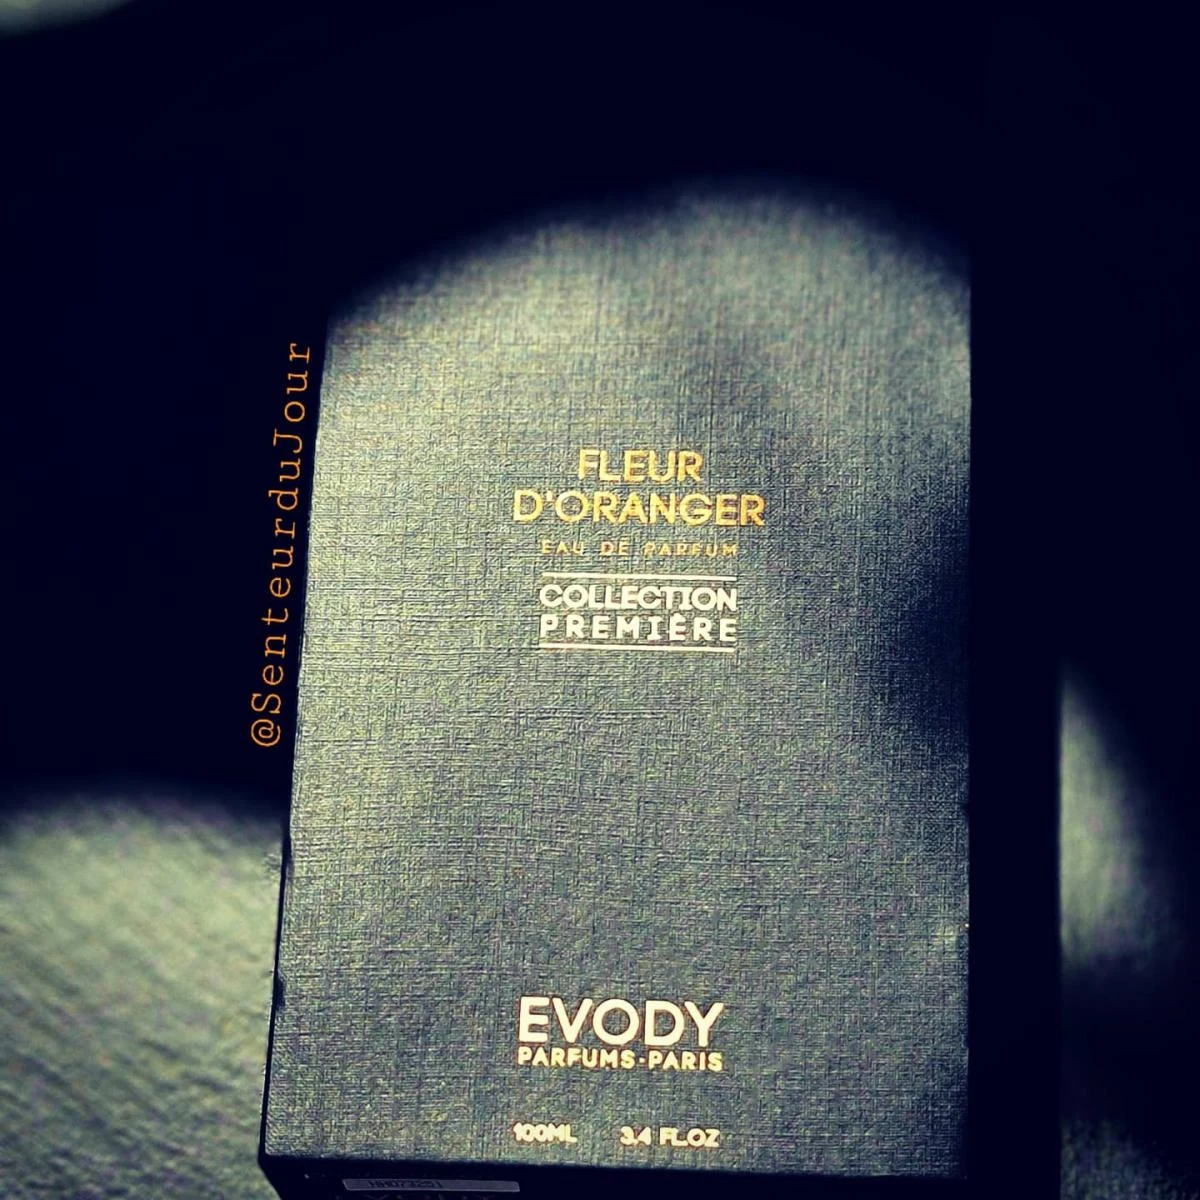 @SenteurduJour
FLEUR
D'ORANGER
EAU DE PARFUM
COLLECTION
PREMIÈRE
EVODY
PARFUMS-PARIS
100ML 3.4 FL.OZ